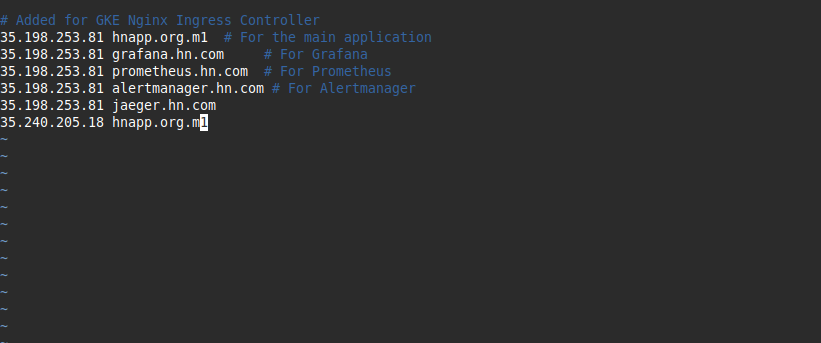 # Added for GKE Nginx Ingress Controller
35.198.253.81 hnapp.org.m1  # For the main application
35.198.253.81 grafana.hn.com     # For Grafana
35.198.253.81 prometheus.hn.com  # For Prometheus
35.198.253.81 alertmanager.hn.com # For Alertmanager
35.198.253.81 jaeger.hn.com
35.240.205.18 hnapp.org.m1
~
~
~
~
~
~
~
~
~
~
~
~
~